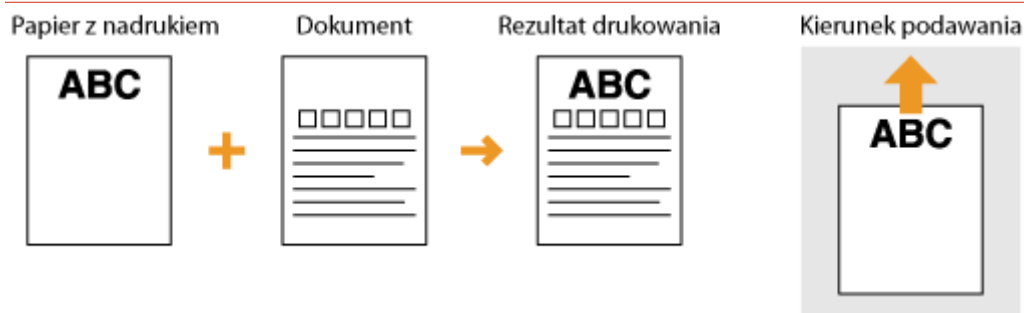 Papier z nadrukiem
Dokument
Rezultat drukowania
Kierunek podawania
ABC
ABC
ABC